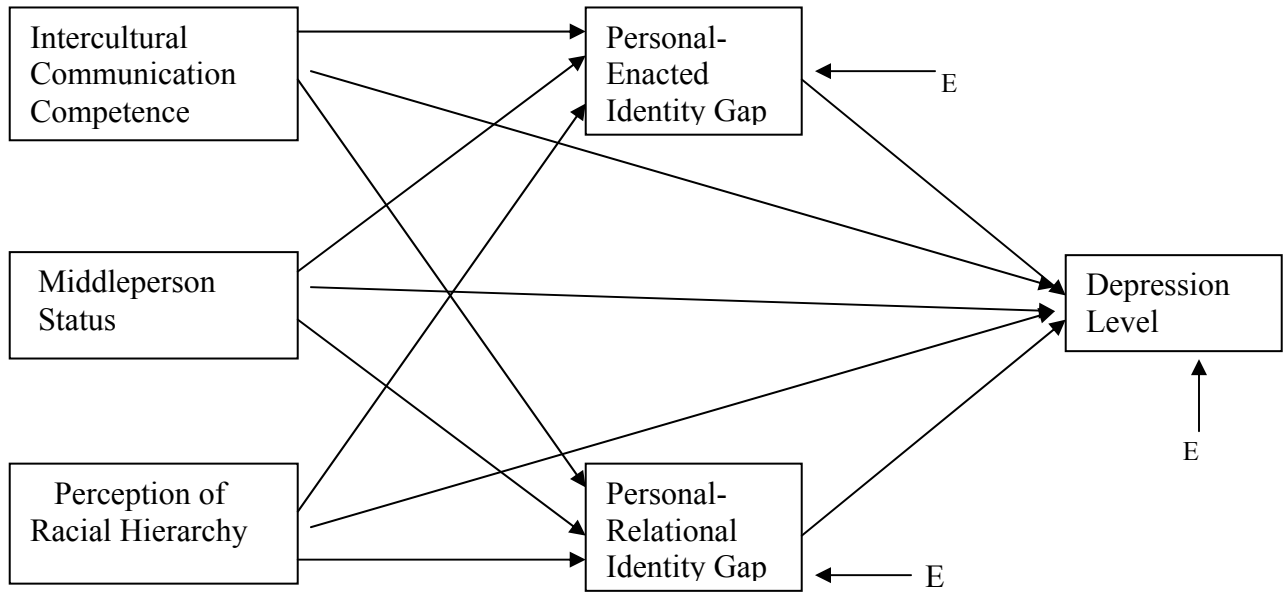 Intercultural
Communication
Competence
Personal-
Enacted
Identity Gap
E
Middleperson
Status
Depression
Level
E
Perception of
Racial Hierarchy
Personal-
Relational
Identity Gap
E